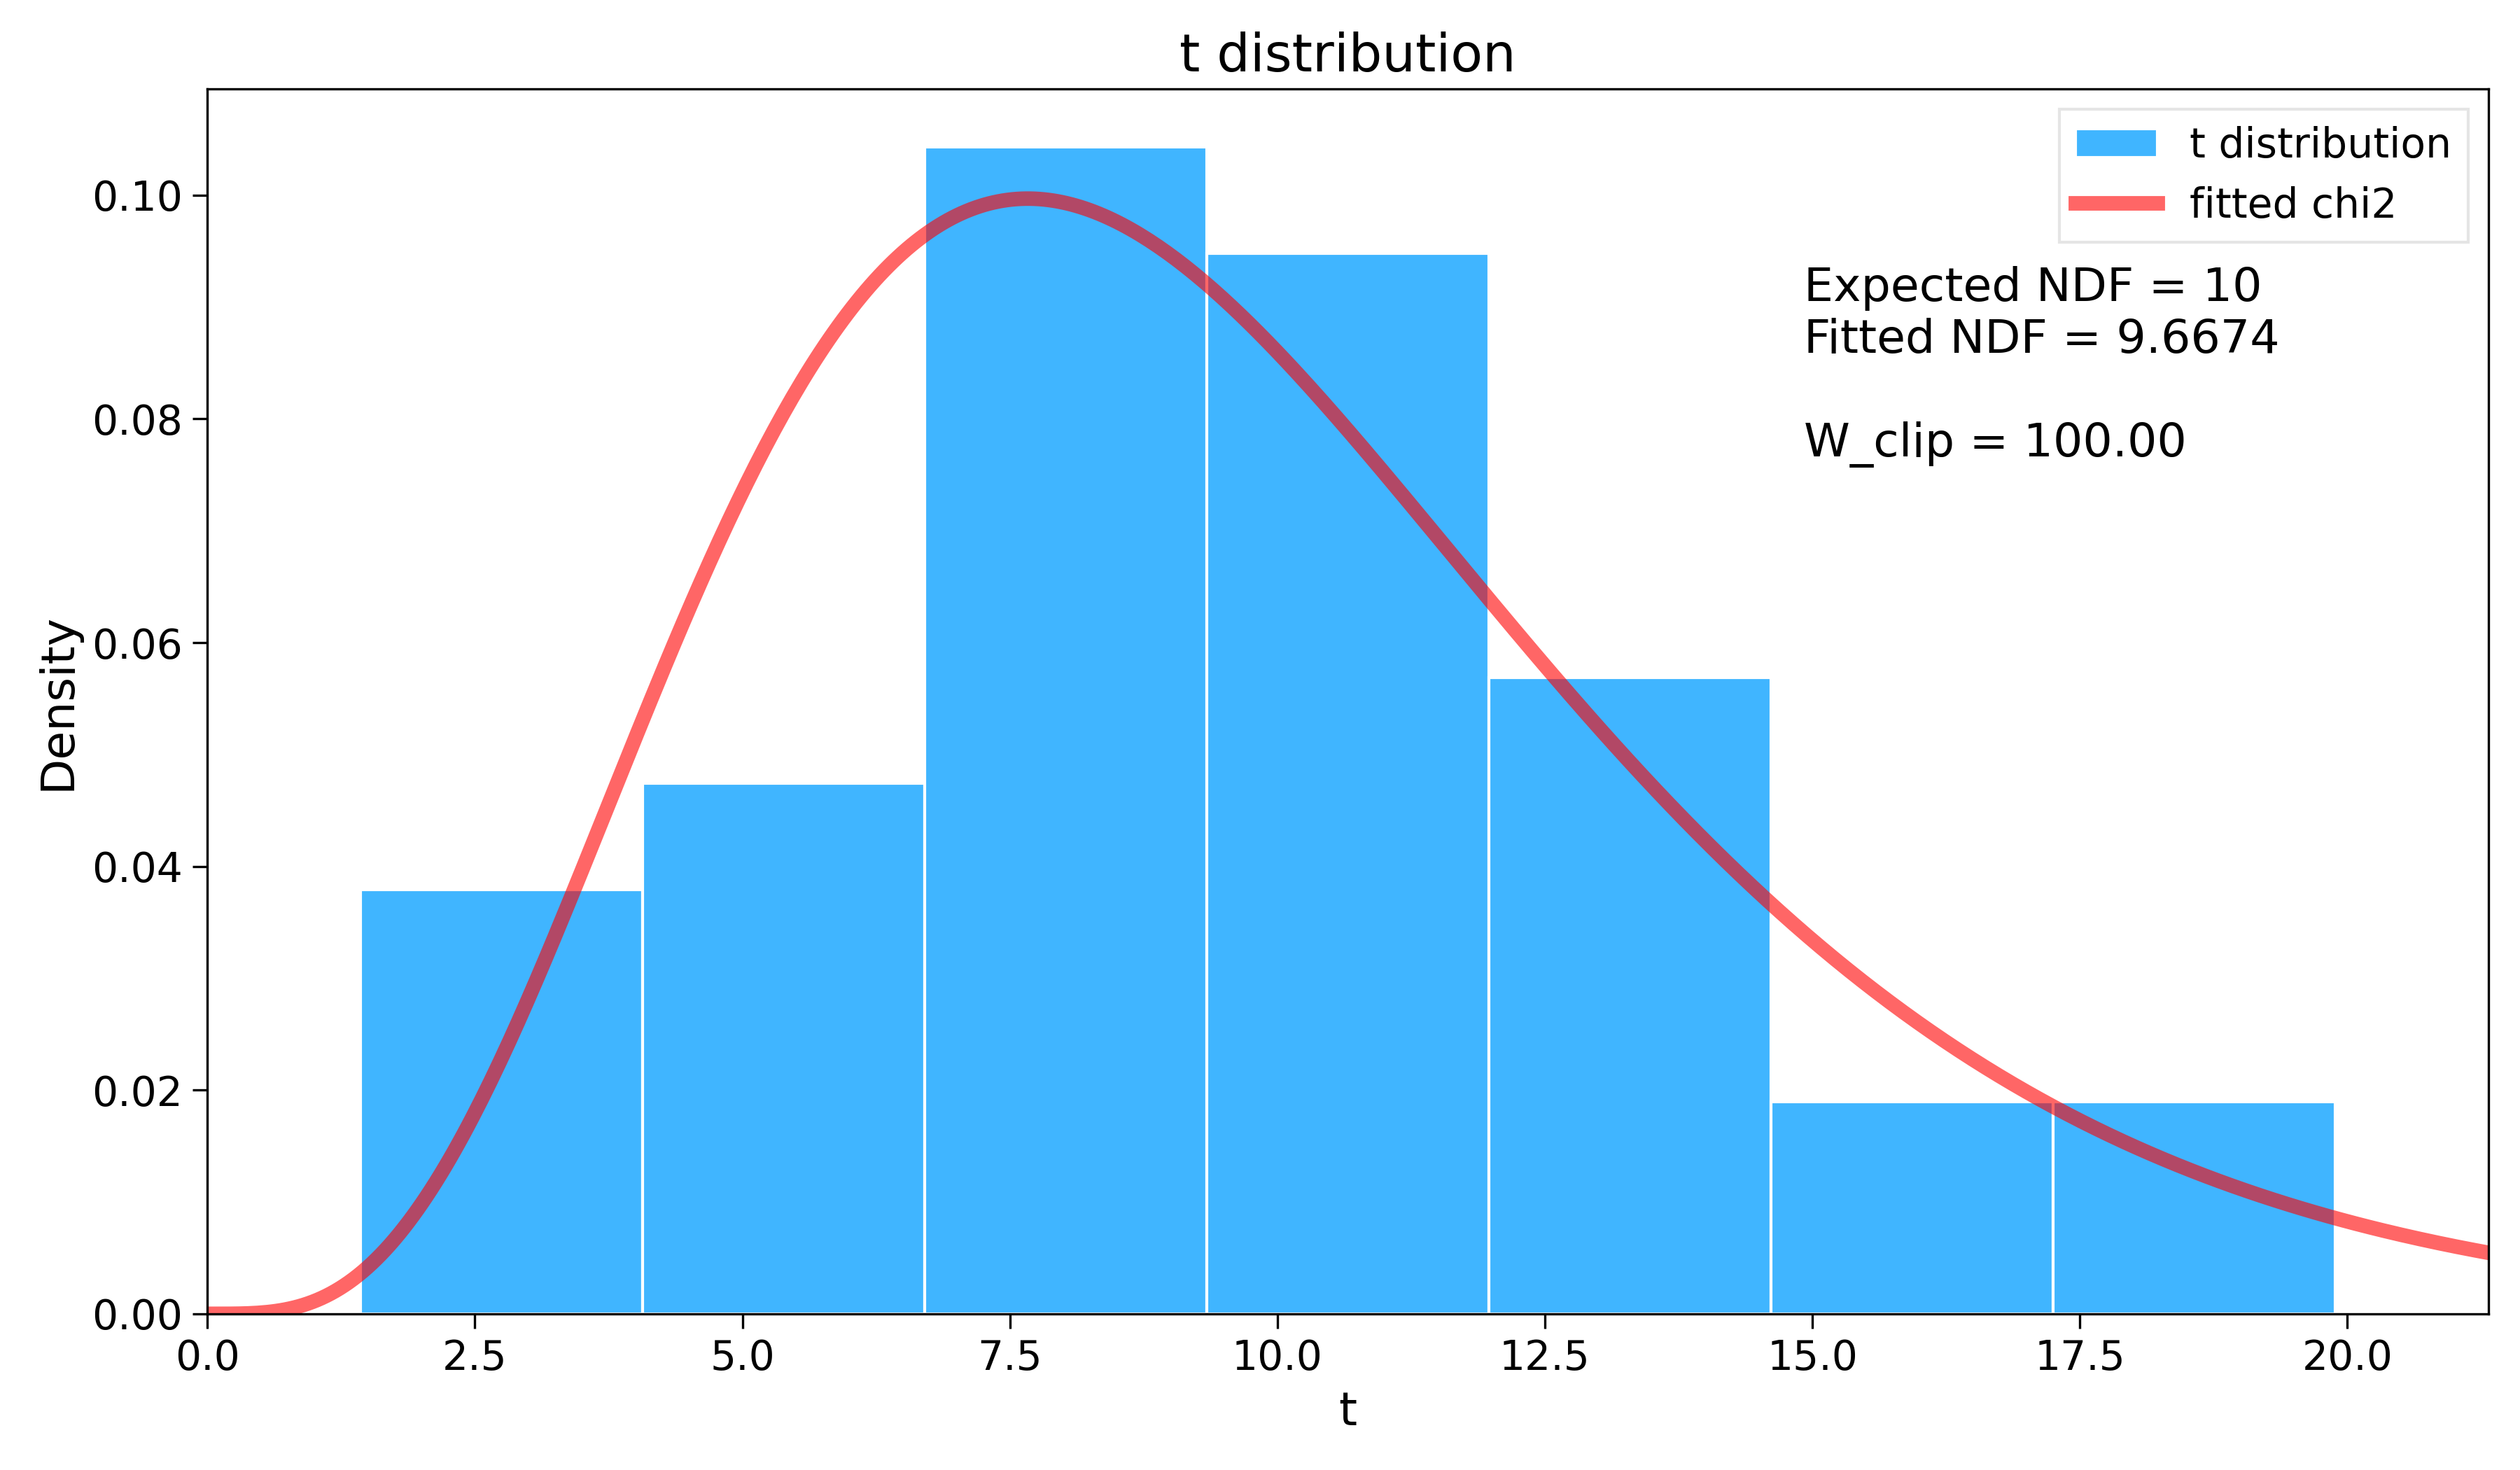 t distribution
t distribution
fitted chi2
Expected NDF = 10
Fitted NDF = 9.6674
W_clip = 100.00
Density
0.10
0.08
0.06
0.04
0.02
0.00
0.0 2.5 5.0 7.5 10.0 12.5 15.0 17.5 20.0
t